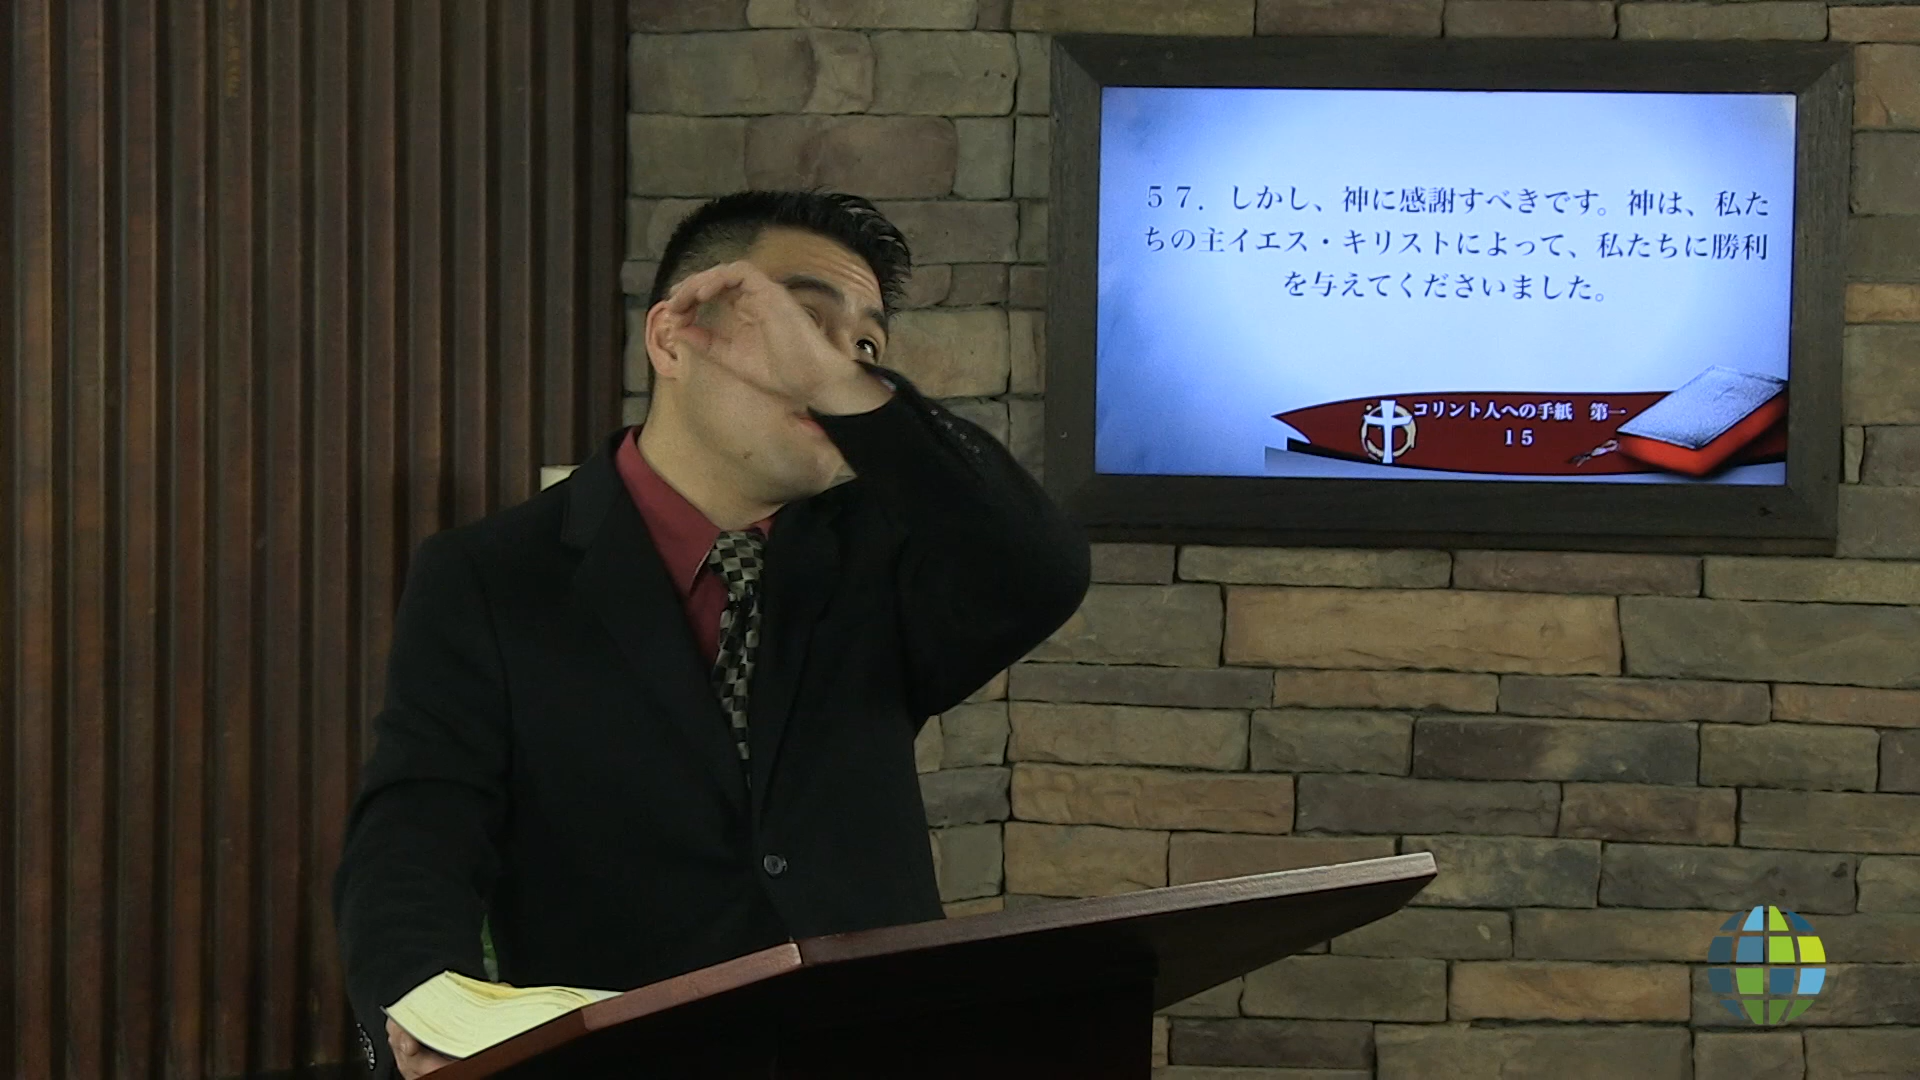 ５７．しかし、神に感謝すべきです。神は、私た
ちの主イエス・キリストによって、私たちに勝利
を与えてくださいました。
コリント人への手紙　第一
１５